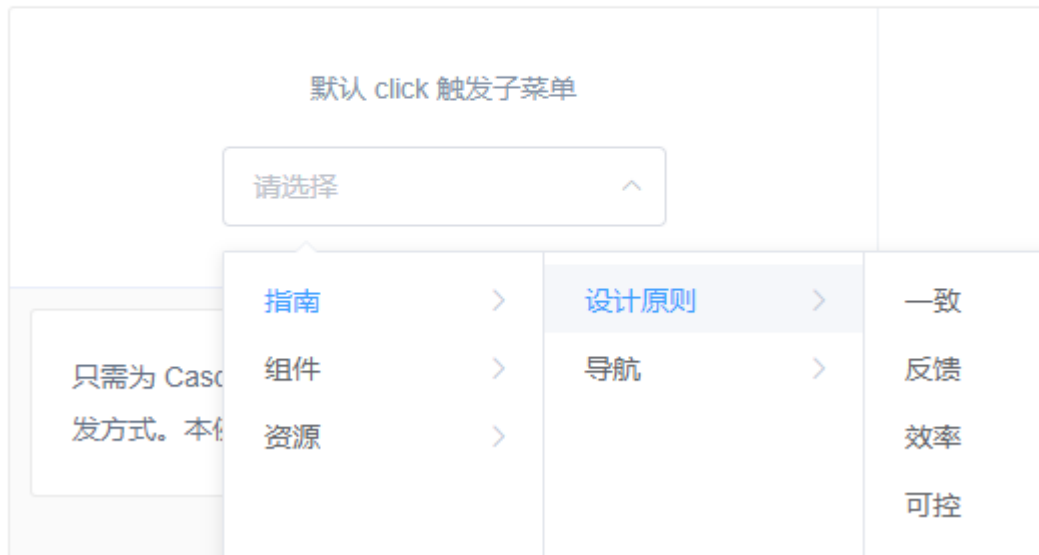 默认 click 触发子菜单
请选择
指南
组件
资源
设计原则
导航
一致
反馈
效率
可控
只需为 Casc
发方式。本